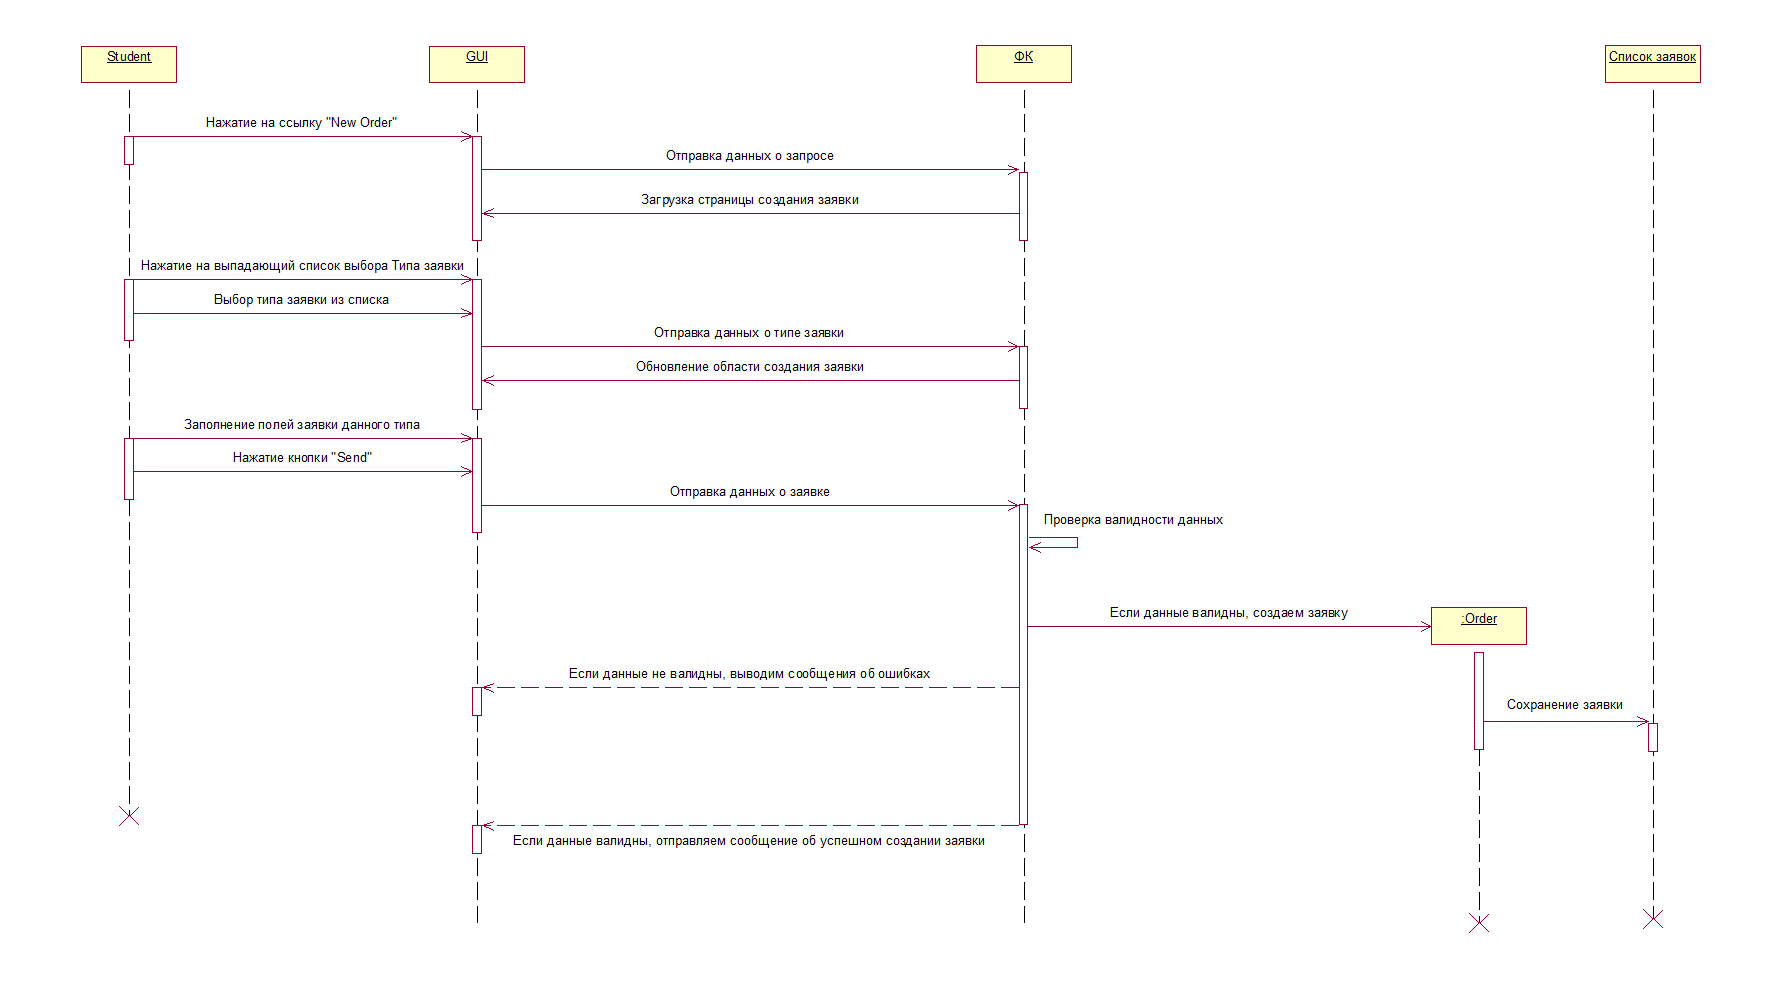 Student
GUI
ФК
Список заявок
Нажатие на ссылку "New Order"
Отправка данных о запросе
Загрузка страницы создания заявки
Нажатие на выпадающий список выбора Типа заявки
Выбор типа заявки из списка
Отправка данных о типе заявки
Обновление области создания заявки
Заполнение полей заявки данного типа
Нажатие кнопки "Send"
Отправка данных о заявке
Проверка валидности данных
Если данные валидны, создаем заявку
:Order
Если данные не валидны, выводим сообщения об ошибках
Сохранение заявки
Если данные валидны, отправляем сообщение об успешном создании заявки